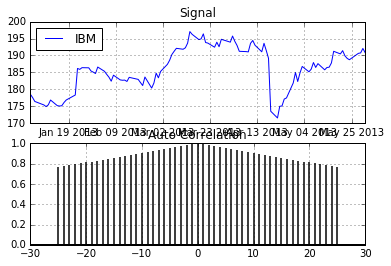 Signal
200
195
190
185
180
175
170
IBM
Jan 19 2013
Feb 09 2013
Mar 02 2013
Mar 23 2013
Apr 13 2013
May 04 2013
May 25 2013
Auto Correlation
1.0
0.8
0.6
0.4
0.2
0.0
−30
−20
−10
0
10
20
30